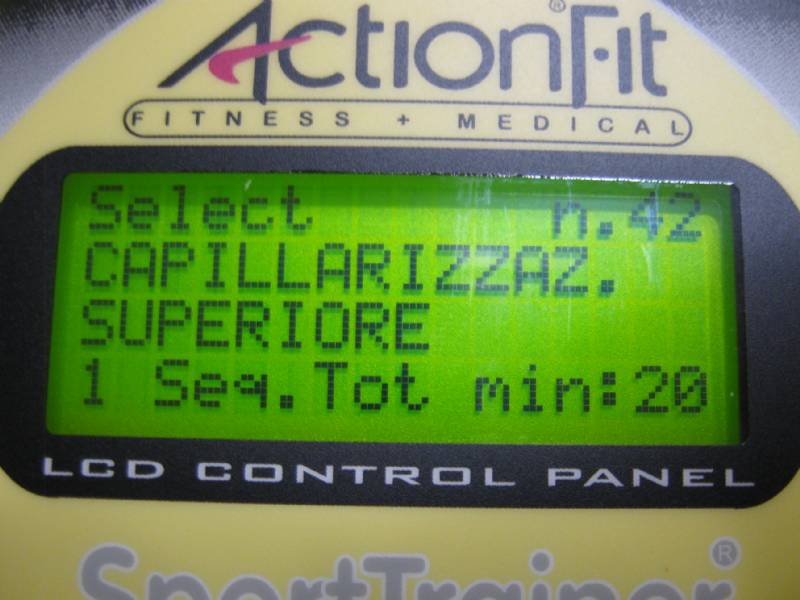 ActionFit®
FITNESS + MEDICAL
Select n.42
CAPILLARIZZAZ.
SUPERIORE
1 Seq.Tot min:20
LCD CONTROL PANEL
SportTrainer®